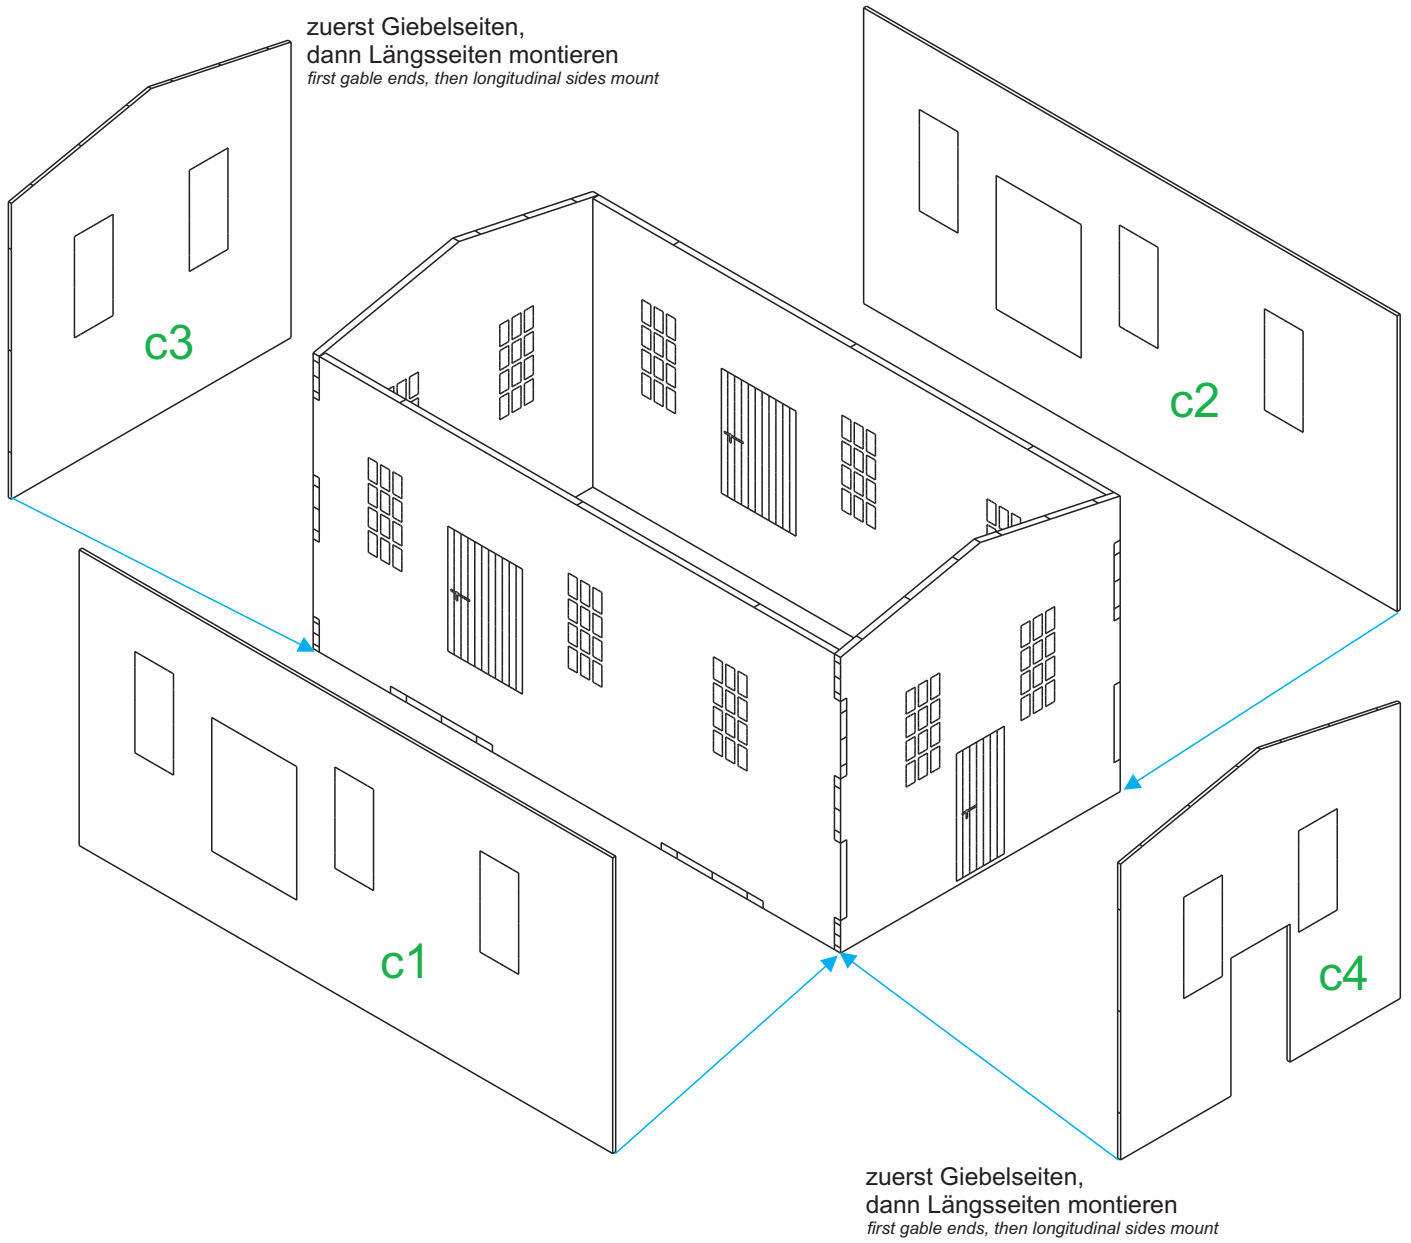 zuerst Giebelseiten,
dann Längsseiten montieren
first gable ends, then longitudinal sides mount
c3
c2
c1
c4
zuerst Giebelseiten,
dann Längsseiten montieren
first gable ends, then longitudinal sides mount